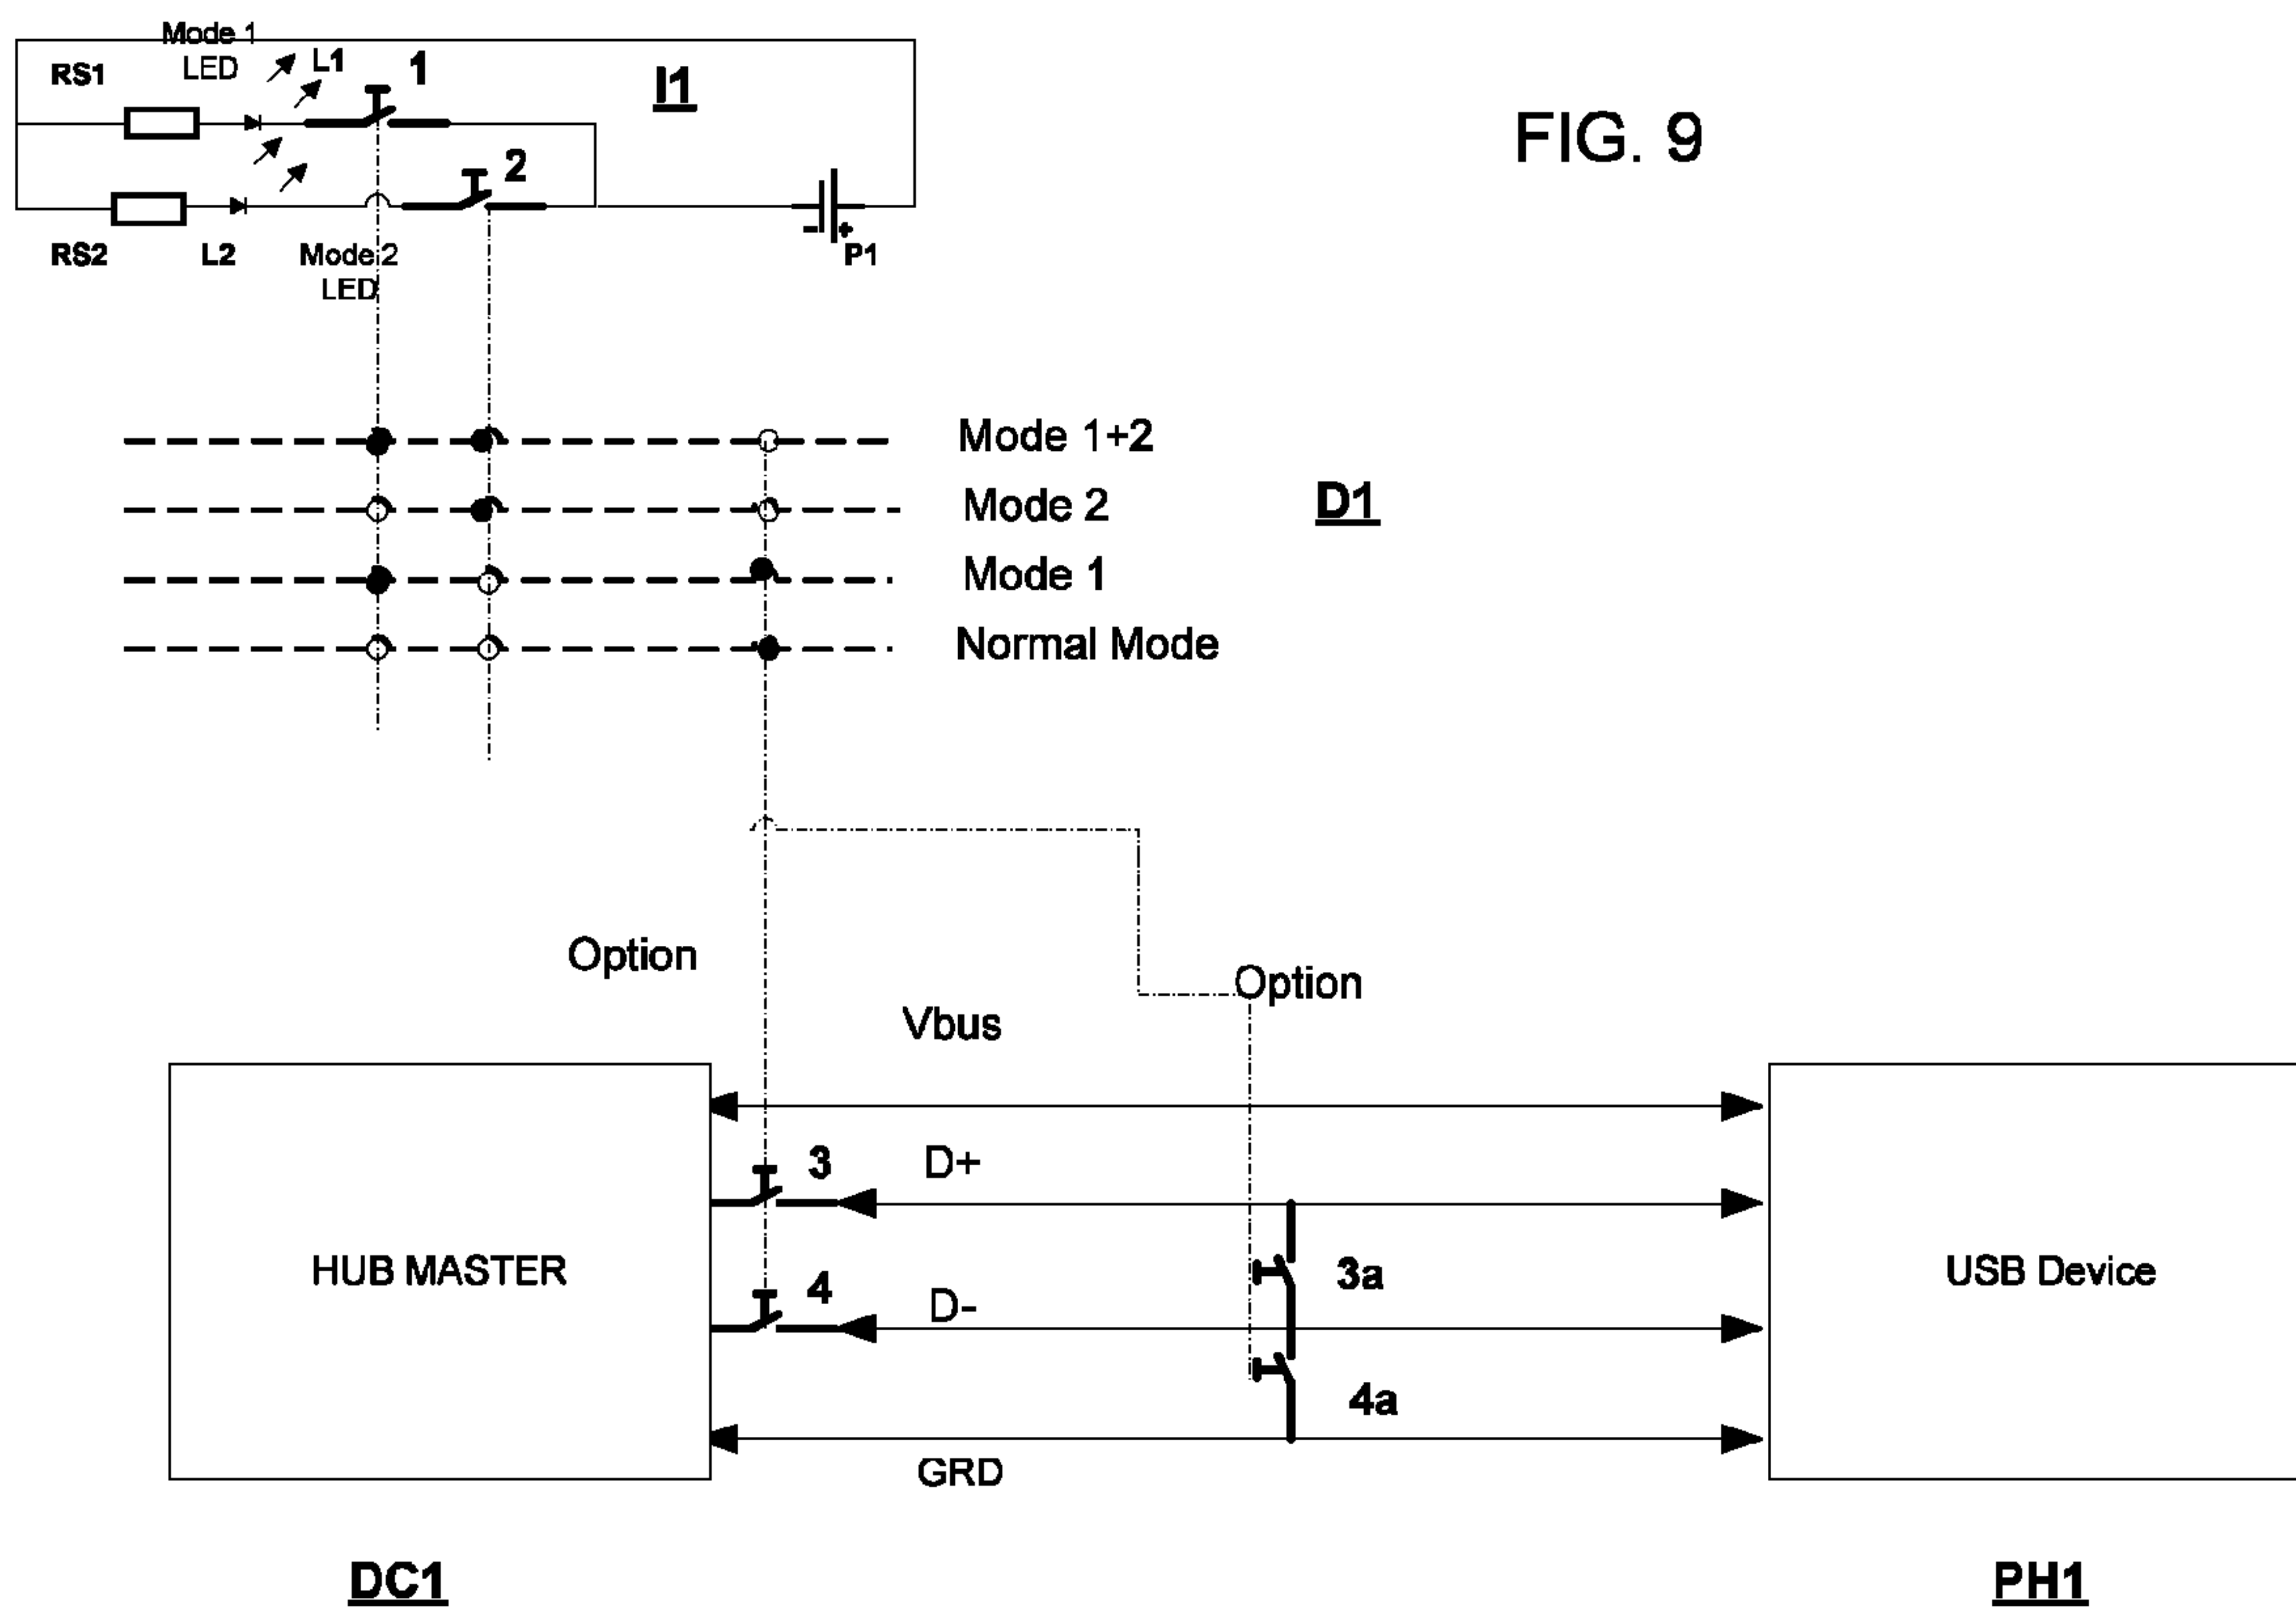 Mode 1
LED
RS1
L1
1
I1
FIG. 9
2
RS2
L2
Mode 2
LED
- +
P1
Mode 1+2
Mode 2
D1
Mode 1
Normal Mode
Option
Option
Vbus
3
D+
HUB MASTER
3a
USB Device
4
D-
4a
GRD
DC1
PH1